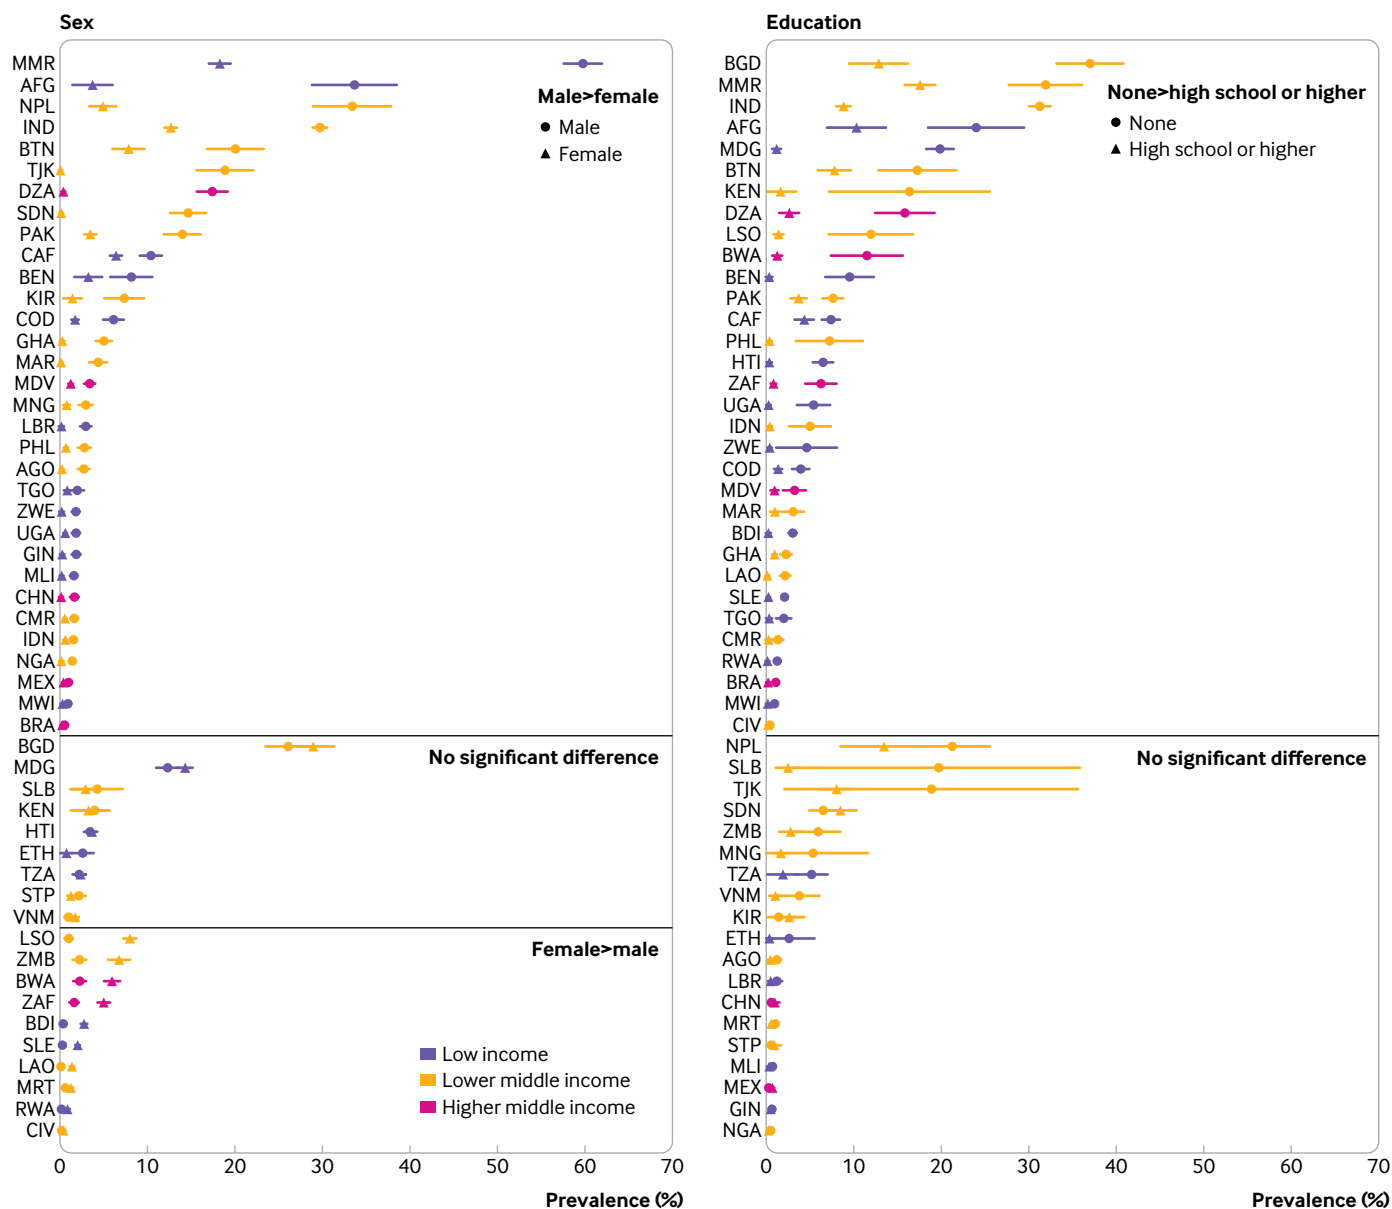 Sex
MMR
AFG
NPL
IND
BTN
TJK
DZA
SDN
PAK
CAF
BEN
KIR
COD
GHA
MAR
MDV
MNG
LBR
PHL
AGO
TGO
ZWE
UGA
GIN
MLI
CHN
CMR
IDN
NGA
MEX
MWI
BRA
Male>female
Male
Female
BGD
MDG
SLB
KEN
HTI
ETH
TZA
STP
VNM
No significant difference
LSO
ZMB
BWA
ZAF
BDI
SLE
LAO
MRT
RWA
CIV
Female>male
Low income
Lower middle income
Higher middle income
0 10 20 30 40 50 60 70
Prevalence (%)
Education
BGD
MMR
IND
AFG
MDG
BTN
KEN
DZA
LSO
BWA
BEN
PAK
CAF
PHL
HTI
ZAF
UGA
IDN
ZWE
COD
MDV
MAR
BDI
GHA
LAO
SLE
TGO
CMR
RWA
BRA
MWI
CIV
None>high school or higher
None
High school or higher
NPL
SLB
TJK
SDN
ZMB
MNG
TZA
VNM
KIR
ETH
AGO
LBR
CHN
MRT
STP
MLI
MEX
GIN
NGA
No significant difference
0 10 20 30 40 50 60 70
Prevalence (%)